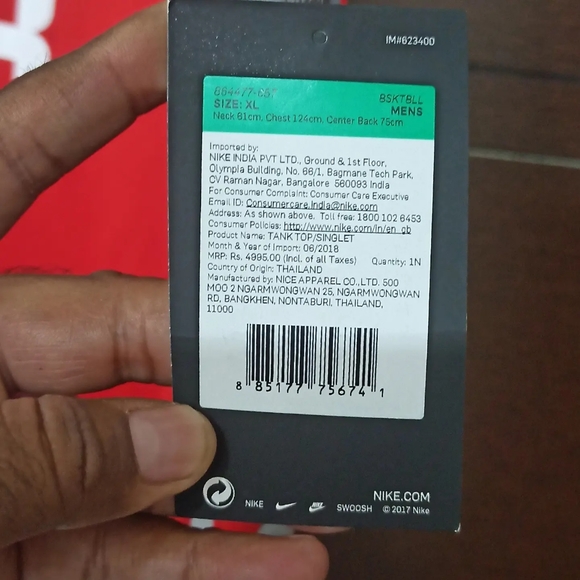 IM#623400
BSKTBLL
SIZE: XL MENS
Neck 81cm, Chest 124cm, Center Back 75cm
Imported by:
NIKE INDIA PVT LTD., Ground & 1st Floor,
Olympia Building, No. 66/1, Bagmane Tech Park,
CV Raman Nagar, Bangalore 560093 India
For Consumer Complaint: Consumer Care Executive
Email ID: Consumercare.India@nike.com
Address: As shown above. Toll free: 1800 102 6453
Consumer Policies: http://www.nike.com/in/en_gb
Product Name: TANK TOP/SINGLET
Month & Year of Import: 06/2018
MRP: Rs. 4995.00 (Incl. of all Taxes) Quantity: 1N
Country of Origin: THAILAND
Manufactured by: NICE APPAREL CO.,LTD. 500
MOO 2 NGARMWONGWAN 25, NGARMWONGWAN
RD, BANGKHEN, NONTABURI, THAILAND,
11000
8 85177 75674 1
NIKE.COM
NIKE SWOOSH © 2017 Nike